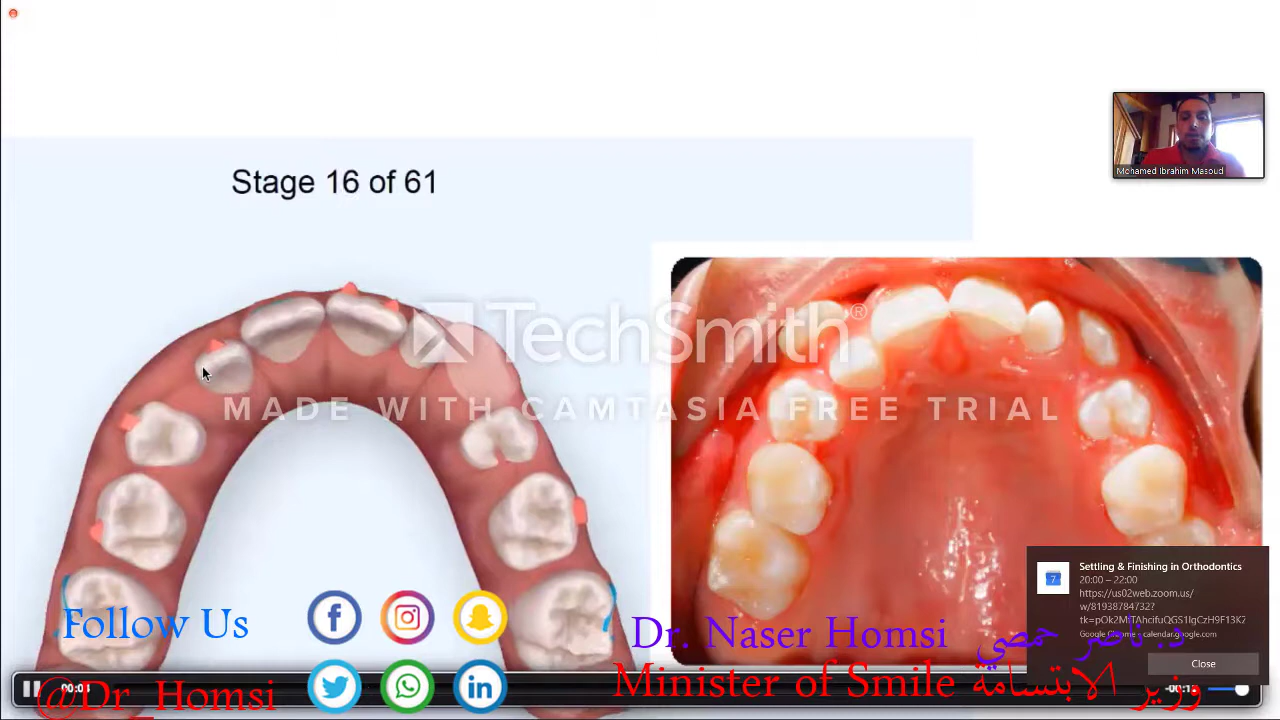 Stage 16 of 61
Mohamed Ibrahim Masoud
TechSmith®
MADE WITH CAMTASIA FREE TRIAL
Settling & Finishing in Orthodontics
20:00 – 22:00
https://us02web.zoom.us/
Google Chrome • calendar.google.com
Close
Follow Us
Dr. Naser Homsi د.ناصر حمصي
@Dr_Homsi
Minister of Smile وزير الابتسامة